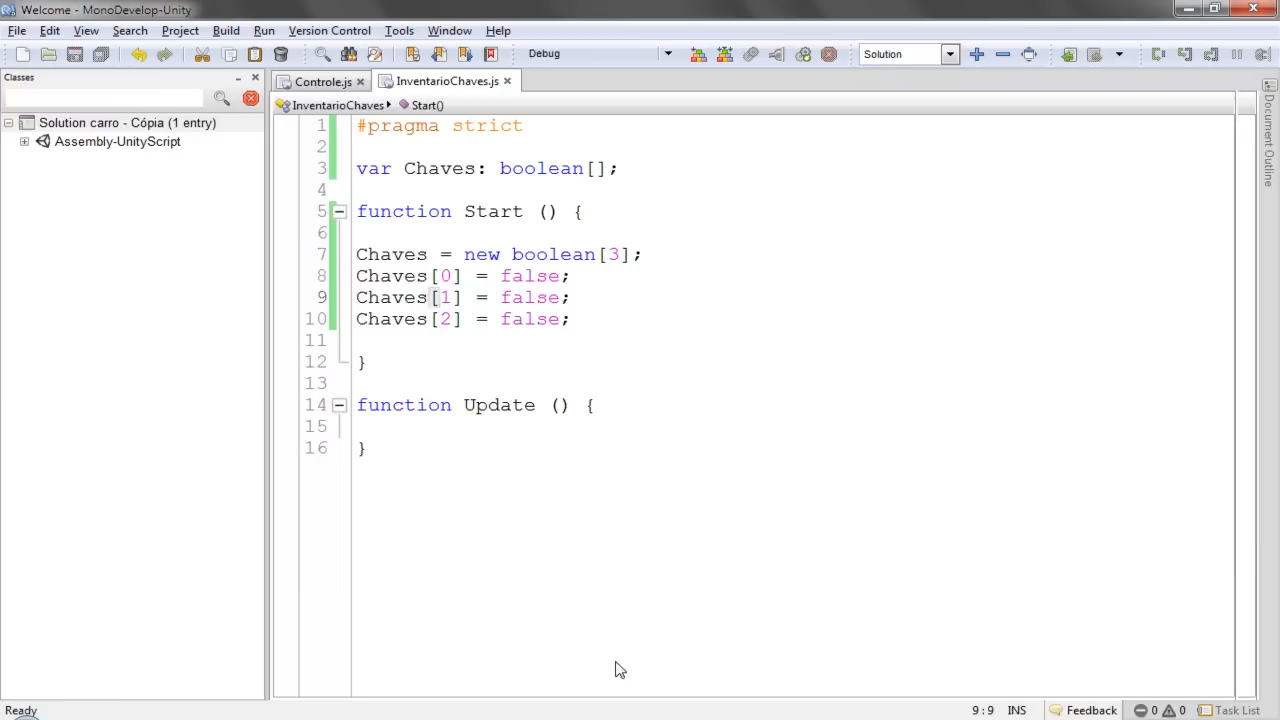 Welcome - MonoDevelop-Unity
File Edit View Search Project Build Run Version Control Tools Window Help
Debug
Solution
Classes
Controle.js
InventarioChaves.js
InventarioChaves
Start()
Document Outline
Solution carro - Cópia (1 entry)
Assembly-UnityScript
1 #pragma strict
2
3 var Chaves: boolean[];
4
5 function Start () {
6
7 Chaves = new boolean[3];
8 Chaves[0] = false;
9 Chaves[1] = false;
10 Chaves[2] = false;
11
12 }
13
14 function Update () {
15
16 }
Ready
9 : 9 INS Feedback 0 0 Task List